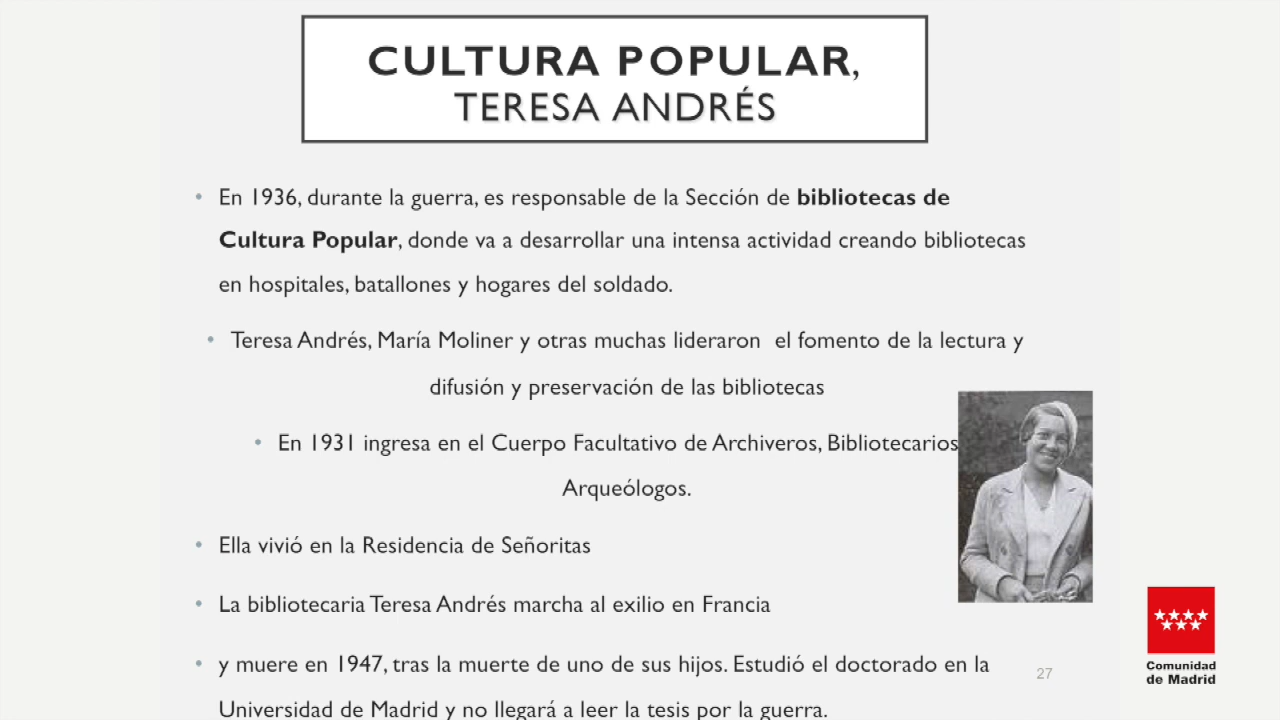 CULTURA POPULAR,
TERESA ANDRÉS
• En 1936, durante la guerra, es responsable de la Sección de bibliotecas de
Cultura Popular, donde va a desarrollar una intensa actividad creando bibliotecas
en hospitales, batallones y hogares del soldado.
• Teresa Andrés, María Moliner y otras muchas lideraron el fomento de la lectura y
difusión y preservación de las bibliotecas
• En 1931 ingresa en el Cuerpo Facultativo de Archiveros, Bibliotecarios
Arqueólogos.
• Ella vivió en la Residencia de Señoritas
• La bibliotecaria Teresa Andrés marcha al exilio en Francia
• y muere en 1947, tras la muerte de uno de sus hijos. Estudió el doctorado en la
Universidad de Madrid y no llegará a leer la tesis por la guerra.
27
Comunidad
de Madrid